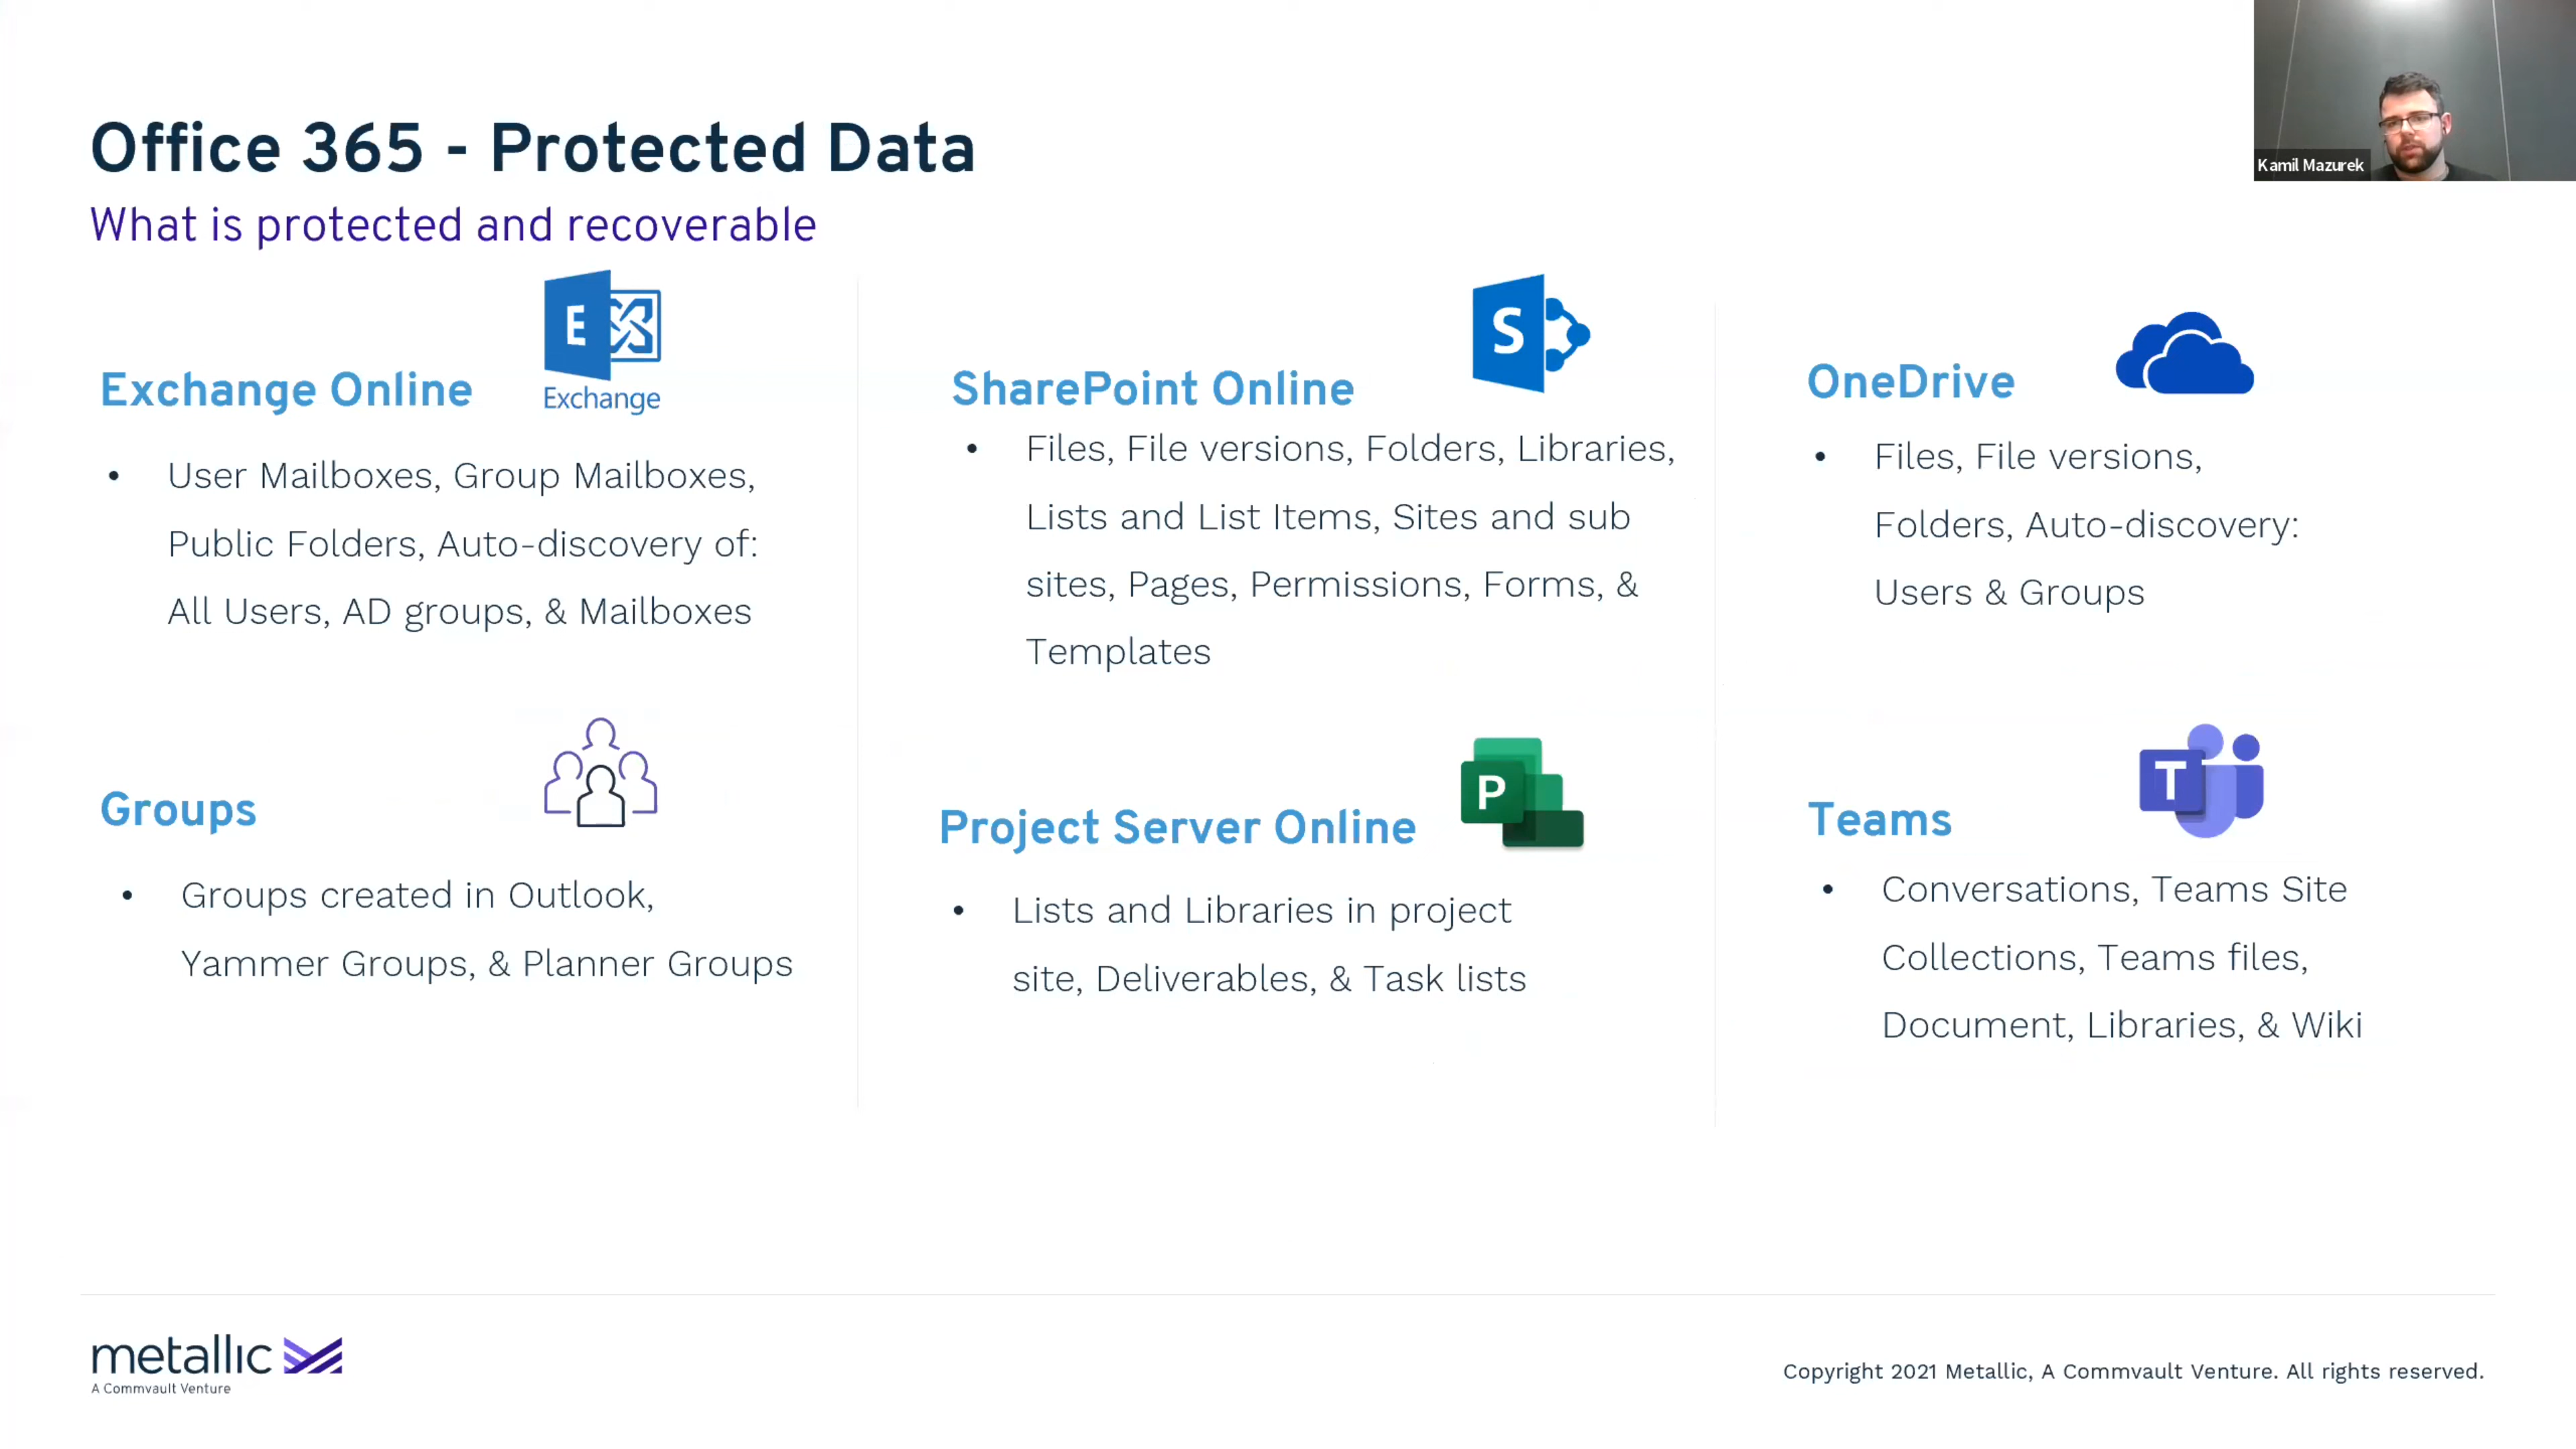 Office 365 - Protected Data
What is protected and recoverable
Kamil Mazurek
E
Exchange
Exchange Online
• User Mailboxes, Group Mailboxes,
Public Folders, Auto-discovery of:
All Users, AD groups, & Mailboxes
S
SharePoint Online
• Files, File versions, Folders, Libraries,
Lists and List Items, Sites and sub
sites, Pages, Permissions, Forms, &
Templates
OneDrive
• Files, File versions,
Folders, Auto-discovery:
Users & Groups
Groups
• Groups created in Outlook,
Yammer Groups, & Planner Groups
P
Project Server Online
• Lists and Libraries in project
site, Deliverables, & Task lists
T
Teams
• Conversations, Teams Site
Collections, Teams files,
Document, Libraries, & Wiki
metallic
A Commvault Venture
Copyright 2021 Metallic, A Commvault Venture. All rights reserved.